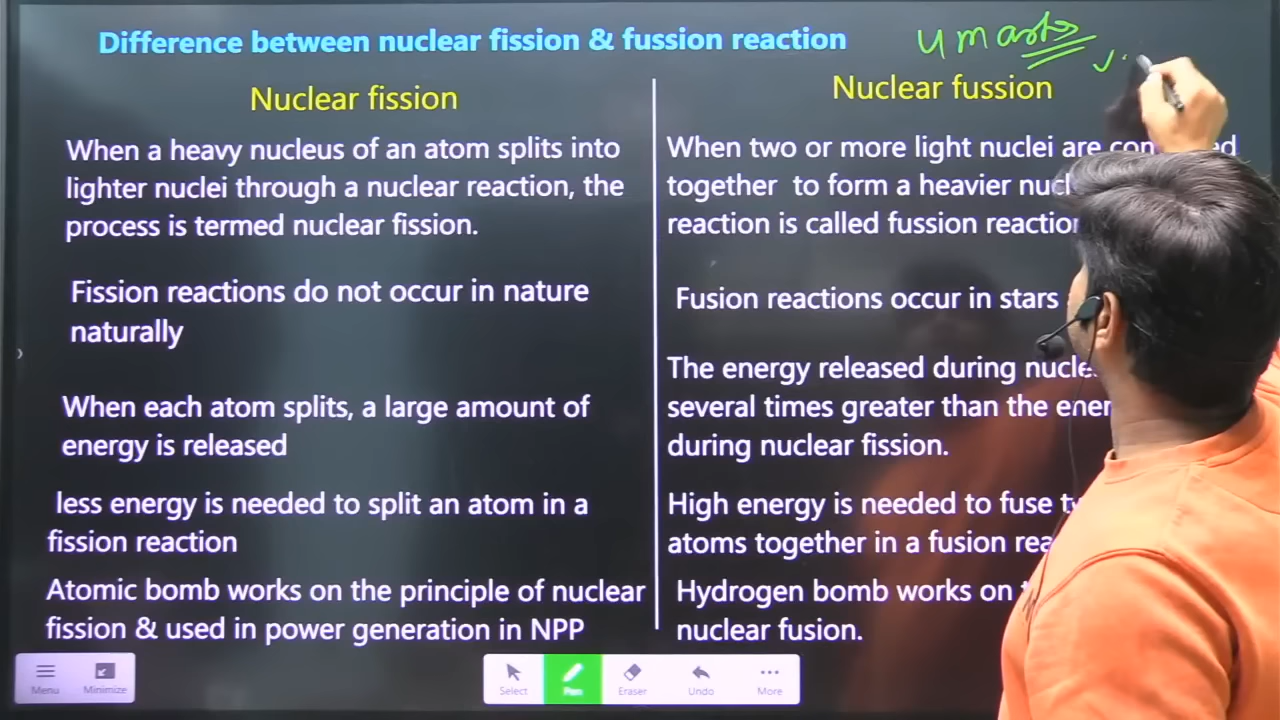 Difference between nuclear fission & fussion reaction
4 marks
Nuclear fission
When a heavy nucleus of an atom splits into
lighter nuclei through a nuclear reaction, the
process is termed nuclear fission.
Fission reactions do not occur in nature
naturally
When each atom splits, a large amount of
energy is released
less energy is needed to split an atom in a
fission reaction
Atomic bomb works on the principle of nuclear
fission & used in power generation in NPP
Nuclear fussion
When two or more light nuclei are
together to form a heavier
reaction is called fussion
Fusion reactions occur in stars
The energy released during
several times greater than the
during nuclear fission.
High energy is needed to fuse
atoms together in a fusion
Hydrogen bomb works on
nuclear fusion.
Menu
Minimize
Select
Pen
Eraser
Undo
More